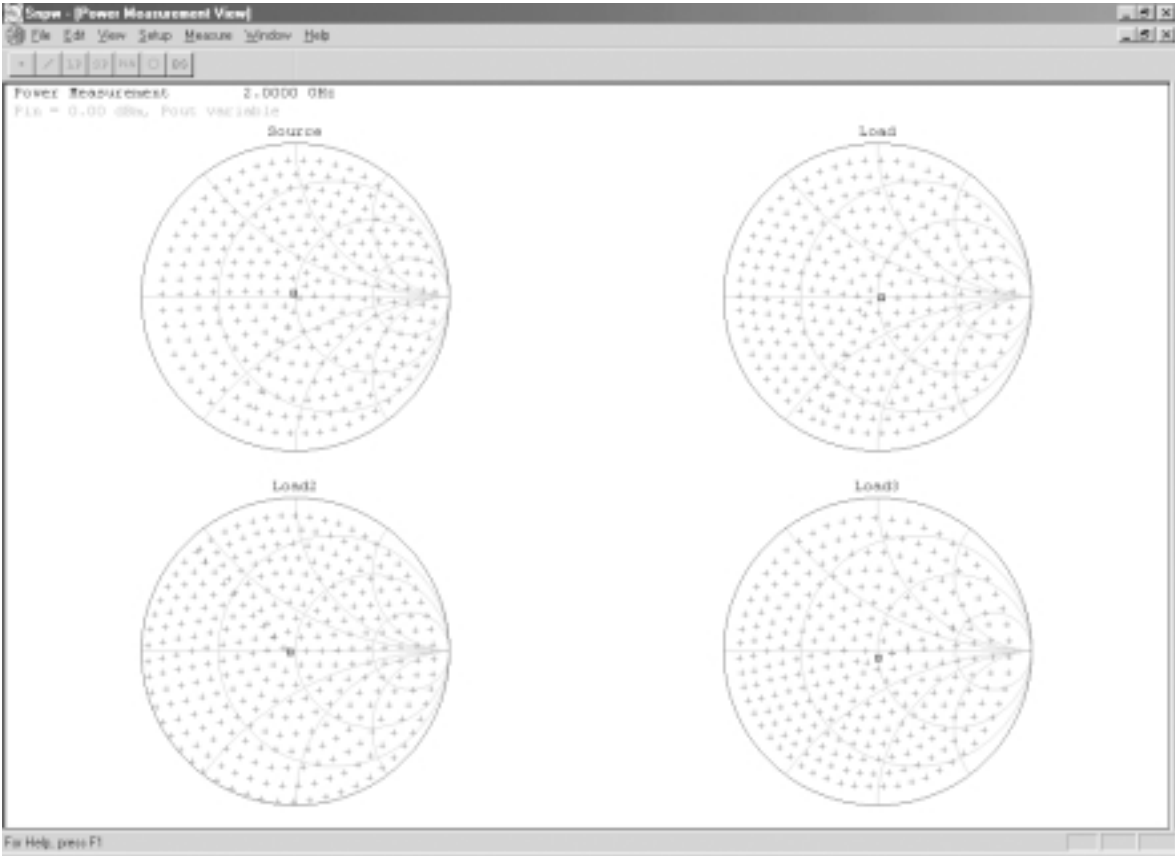 Snpw - [Power Measurement View]
File Edit View Setup Measure Window Help
Power Measurement 2.0000 GHz
Pin = 0.00 dBm, Pout variable
Source
Load
Load2
Load3
For Help, press F1